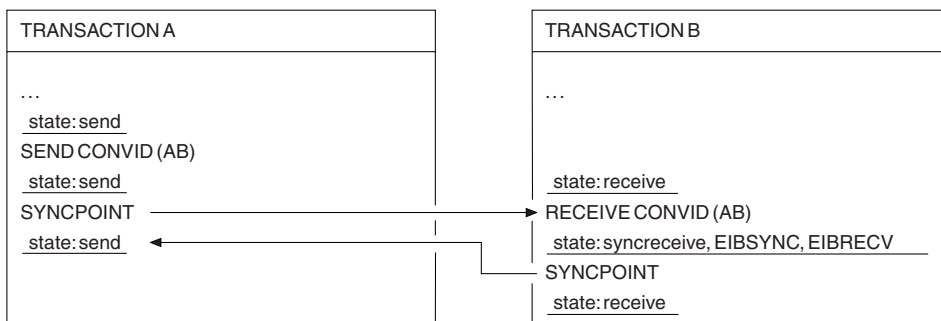 TRANSACTION A
...
state: send
SEND CONVID (AB)
state: send
SYNCPOINT
state: send
TRANSACTION B
...
state: receive
RECEIVE CONVID (AB)
state: syncreceive, EIBSYNC, EIBRECV
SYNCPOINT
state: receive